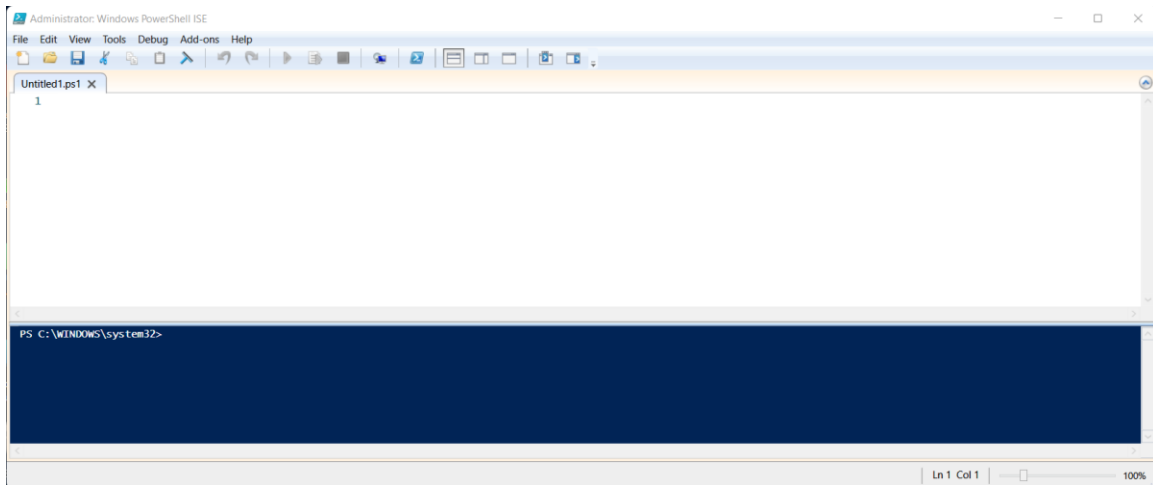 Administrator: Windows PowerShell ISE
File Edit View Tools Debug Add-ons Help
Untitled1.ps1
1
PS C:\WINDOWS\system32>
Ln 1 Col 1 100%